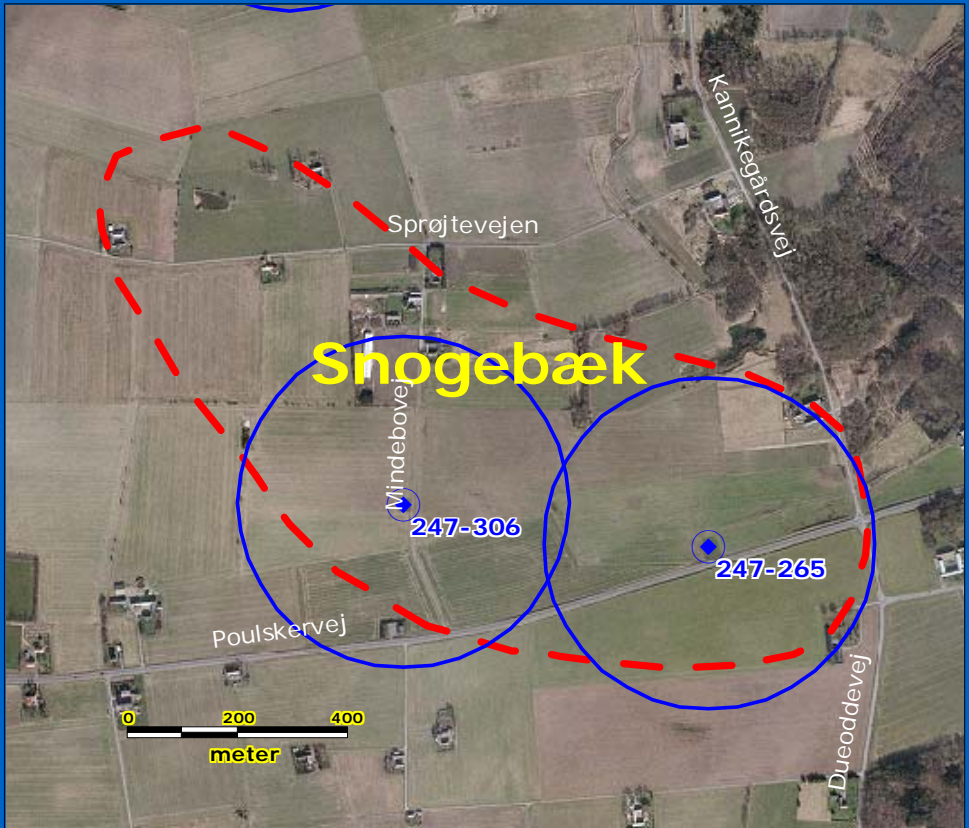 Kannikegårdsvej
Sprøjtevejen
Snogebæk
Mindebovej
247-306
247-265
Poulskervej
Dueoddevej
0 200 400
meter